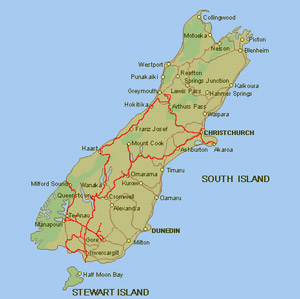 Collingwood
Motueka
Picton
Nelson
Blenheim
Westport
Punakaiki
Reefton
Springs Junction
Kaikoura
Greymouth
Lewis Pass
Hanmer Springs
Hokitika
Arthurs Pass
Waipara
Franz Josef
CHRISTCHURCH
Mount Cook
Akaroa
Haast
Ashburton
Timaru
Milford Sound
Omarama
SOUTH ISLAND
Wanaka
Kurow
Queenstown
Cromwell
Oamaru
TeAnau
Alexandra
Manapouri
DUNEDIN
Gore
Milton
Invercargill
Half Moon Bay
STEWART ISLAND